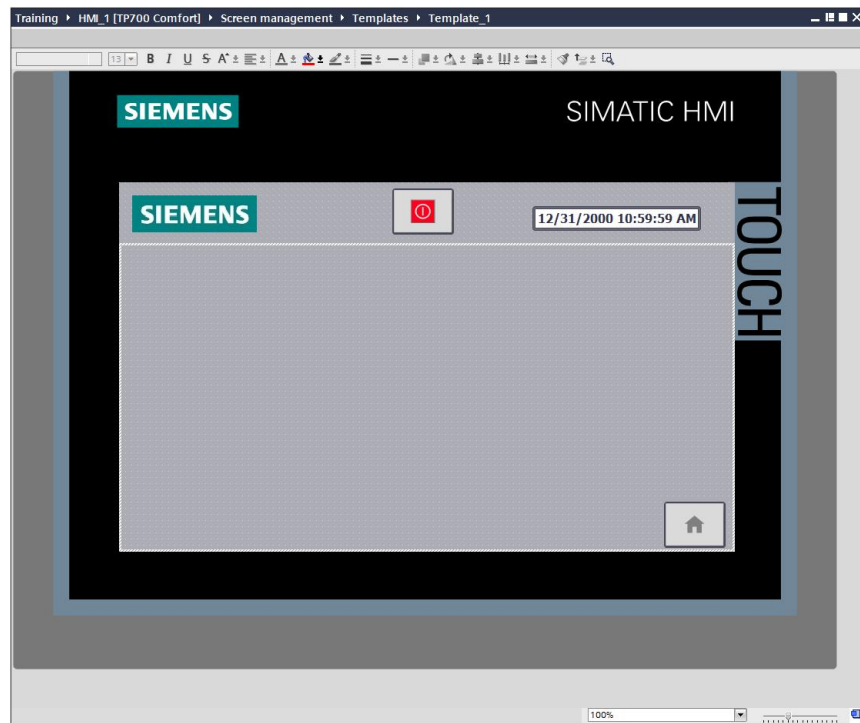 Training ▸ HMI_1 [TP700 Comfort] ▸ Screen management ▸ Templates ▸ Template_1
13 B I U S A
SIEMENS SIMATIC HMI
SIEMENS 12/31/2000 10:59:59 AM
TOUCH
100%